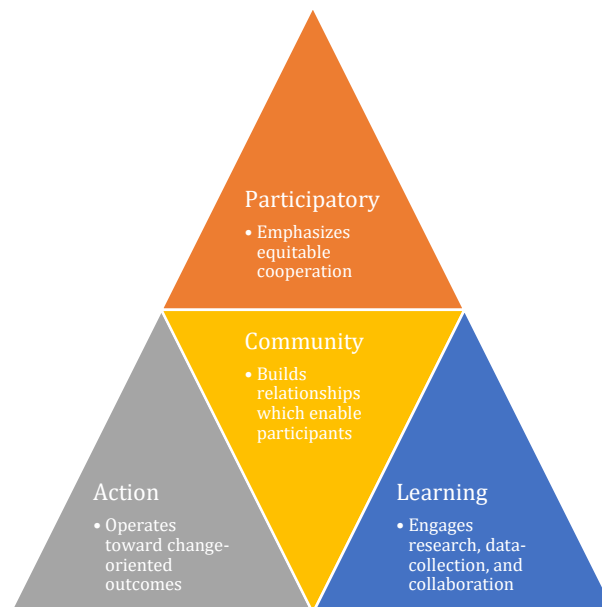 Participatory
• Emphasizes
equitable
cooperation
Community
• Builds
relationships
which enable
participants
Action
• Operates
toward change-
oriented
outcomes
Learning
• Engages
research, data-
collection, and
collaboration